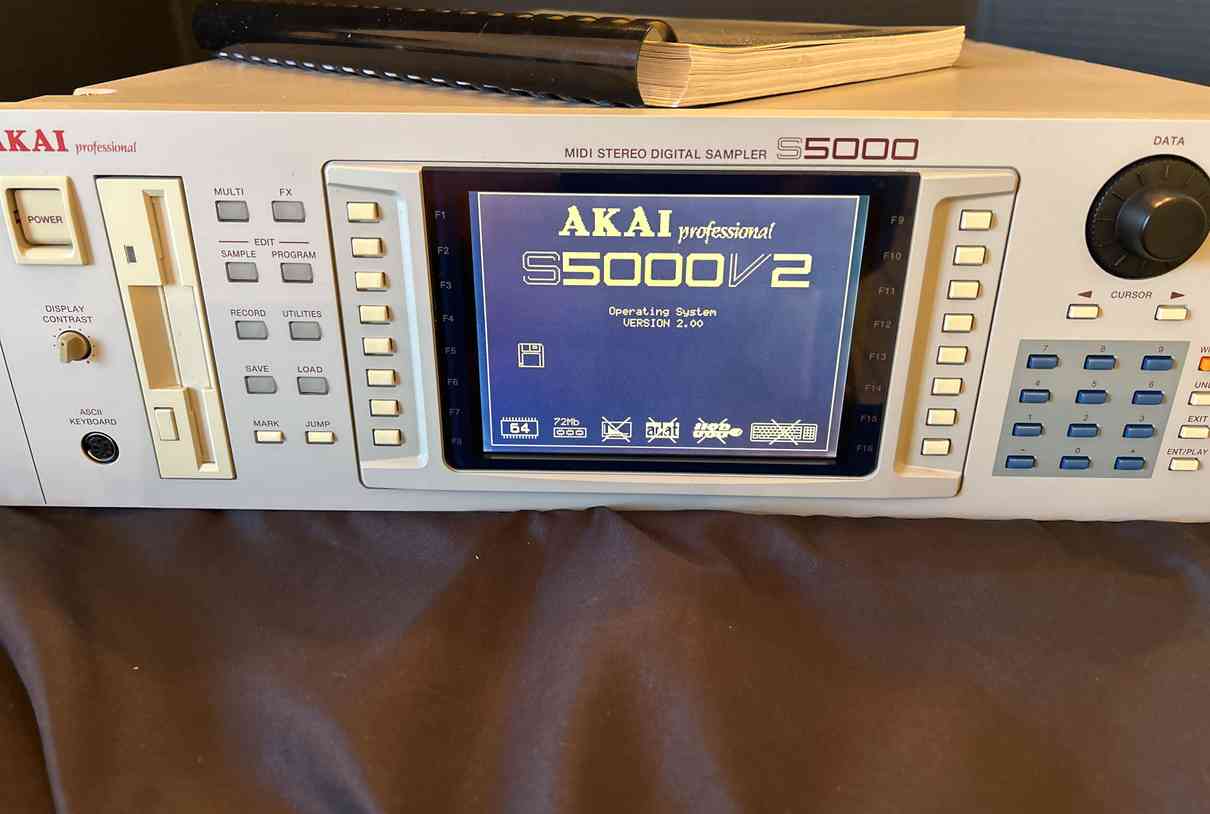 AKAI professional
MIDI STEREO DIGITAL SAMPLER S5000
DATA
POWER
MULTI
FX
EDIT
SAMPLE
PROGRAM
RECORD
UTILITIES
SAVE
LOAD
MARK
JUMP
DISPLAY
CONTRAST
ASCII
KEYBOARD
F1
F2
F3
F4
F5
F6
F7
F8
AKAI professional
S5000V2
Operating System
VERSION 2.00
64
72Mb
F9
F10
F11
F12
F13
F14
F15
F16
CURSOR
7
8
9
4
5
6
1
2
3
-
0
+
EXIT
ENT/PLAY